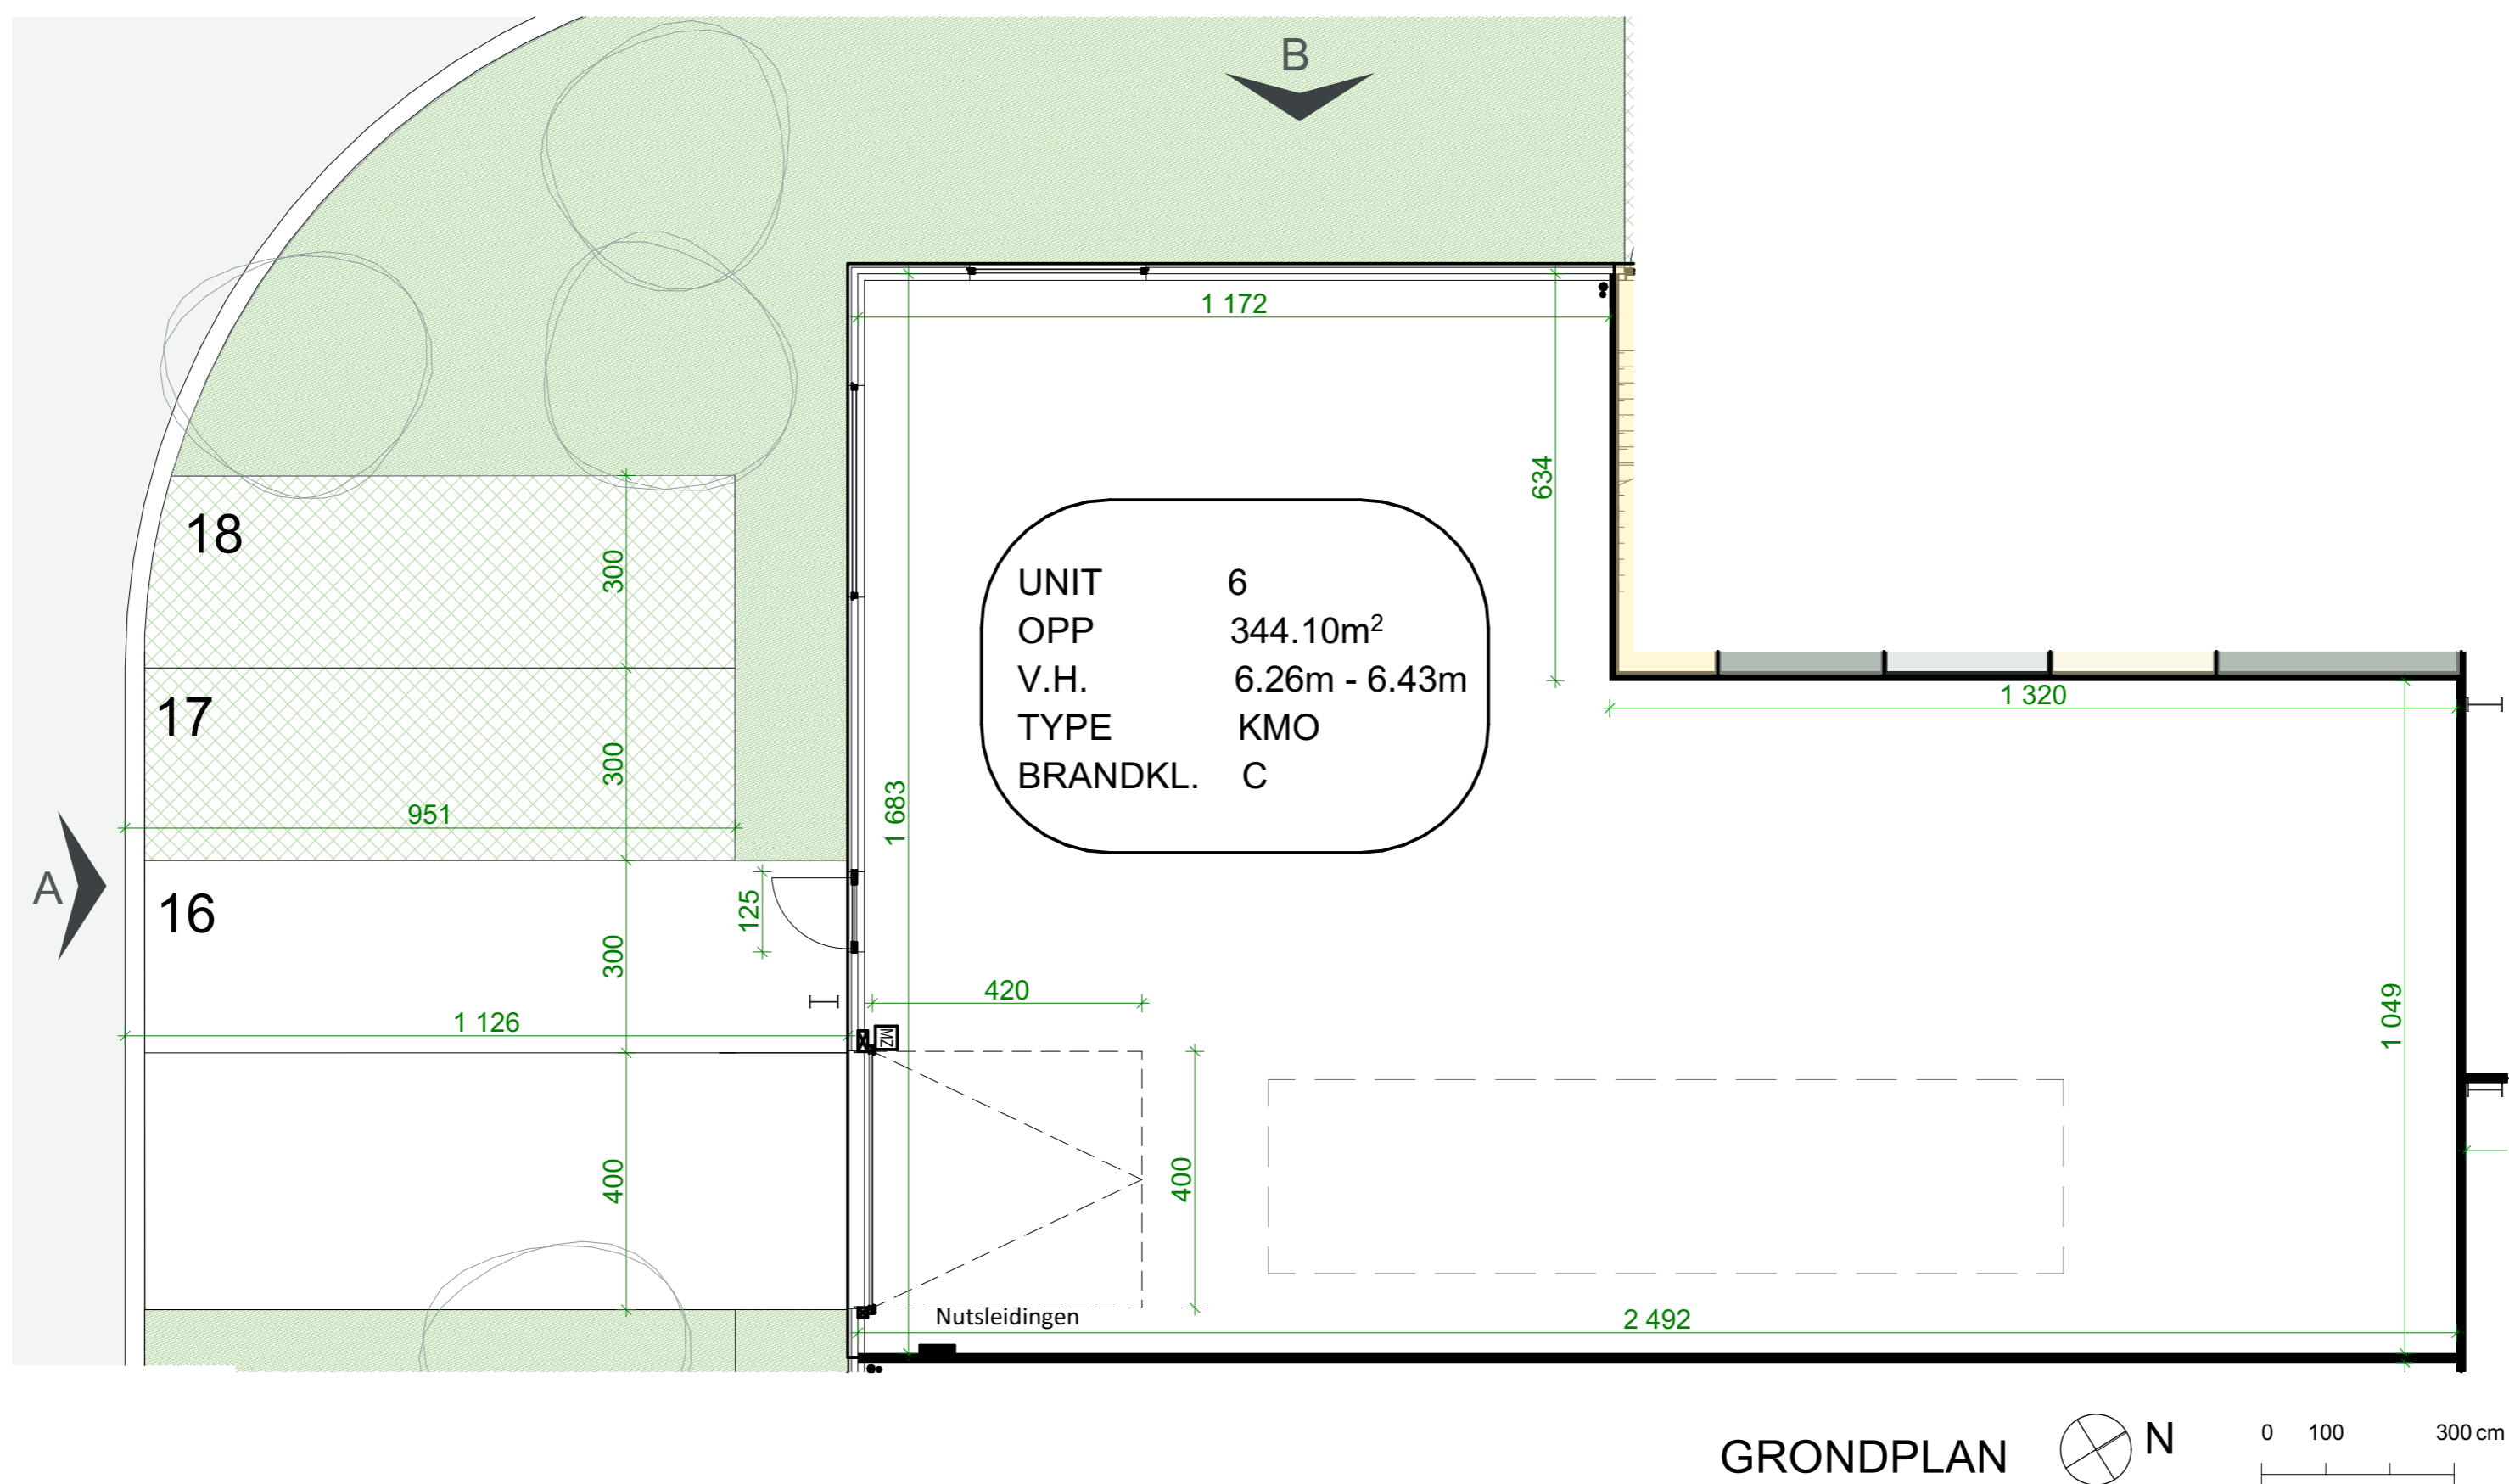 B
1 172
634
18
300
UNIT 6
OPP 344.10m²
V.H. 6.26m - 6.43m
TYPE KMO
BRANDKL. C
17
300
951
1 683
1 320
A
16
125
300
420
1 126
MZ
1 049
400
400
Nutsleidingen
2 492
GRONDPLAN
N
0 100 300 cm